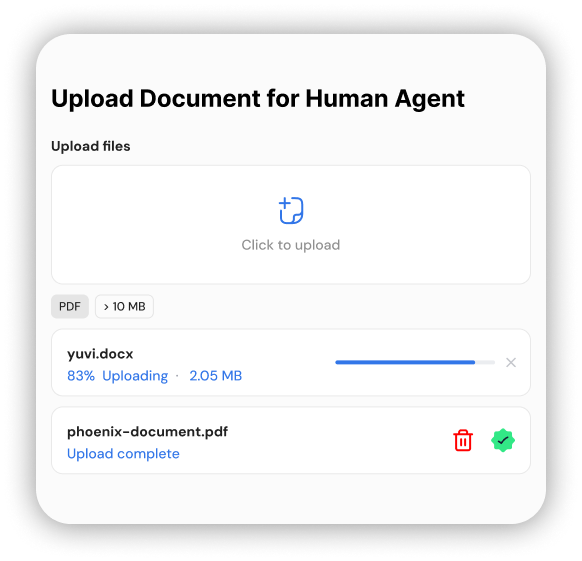 Upload Document for Human Agent
Upload files
Click to upload
PDF > 10 MB
yuvi.docx
83% Uploading · 2.05 MB
phoenix-document.pdf
Upload complete